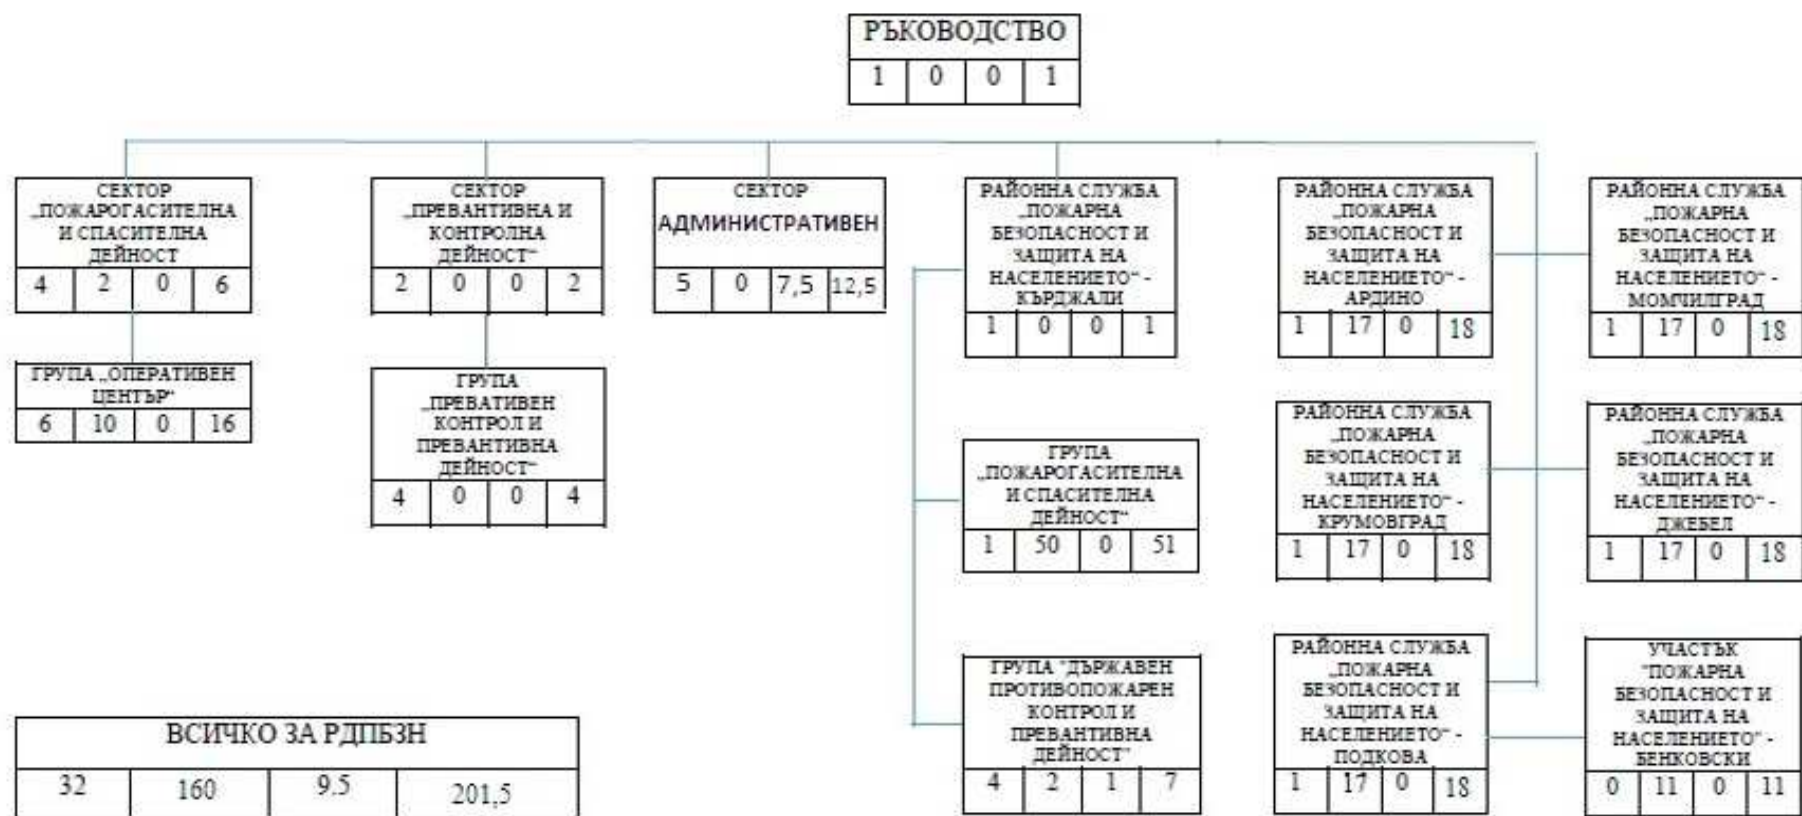 РЪКОВОДСТВО
1 0 0 1
СЕКТОР
„ПОЖАРОГАСИТЕЛНА
И СПАСИТЕЛНА
ДЕЙНОСТ
4 2 0 6
ГРУПА „ОПЕРАТИВЕН
ЦЕНТЪР“
6 10 0 16
СЕКТОР
„ПРЕВАНТИВНА И
КОНТРОЛНА
ДЕЙНОСТ“
2 0 0 2
ГРУПА
„ПРЕВАТИВЕН
КОНТРОЛ И
ПРЕВАНТИВНА
ДЕЙНОСТ“
4 0 0 4
СЕКТОР
АДМИНИСТРАТИВЕН
5 0 7,5 12,5
РАЙОННА СЛУЖБА
„ПОЖАРНА
БЕЗОПАСНОСТ И
ЗАЩИТА НА
НАСЕЛЕНИЕТО“ -
КЪРДЖАЛИ
1 0 0 1
ГРУПА
„ПОЖАРОГАСИТЕЛНА
И СПАСИТЕЛНА
ДЕЙНОСТ“
1 50 0 51
ГРУПА "ДЪРЖАВЕН
ПРОТИВОПОЖАРЕН
КОНТРОЛ И
ПРЕВАНТИВНА
ДЕЙНОСТ"
4 2 1 7
РАЙОННА СЛУЖБА
„ПОЖАРНА
БЕЗОПАСНОСТ И
ЗАЩИТА НА
НАСЕЛЕНИЕТО“ -
АРДИНО
1 17 0 18
РАЙОННА СЛУЖБА
„ПОЖАРНА
БЕЗОПАСНОСТ И
ЗАЩИТА НА
НАСЕЛЕНИЕТО“ -
МОМЧИЛГРАД
1 17 0 18
РАЙОННА СЛУЖБА
„ПОЖАРНА
БЕЗОПАСНОСТ И
ЗАЩИТА НА
НАСЕЛЕНИЕТО“ -
КРУМОВГРАД
1 17 0 18
РАЙОННА СЛУЖБА
„ПОЖАРНА
БЕЗОПАСНОСТ И
ЗАЩИТА НА
НАСЕЛЕНИЕТО“ -
ДЖЕБЕЛ
1 17 0 18
РАЙОННА СЛУЖБА
„ПОЖАРНА
БЕЗОПАСНОСТ И
ЗАЩИТА НА
НАСЕЛЕНИЕТО“ -
ПОДКОВА
1 17 0 18
УЧАСТЪК
"ПОЖАРНА
БЕЗОПАСНОСТ И
ЗАЩИТА НА
НАСЕЛЕНИЕТО" -
БЕНКОВСКИ
0 11 0 11
ВСИЧКО ЗА РДПБЗН
32 160 9.5 201,5